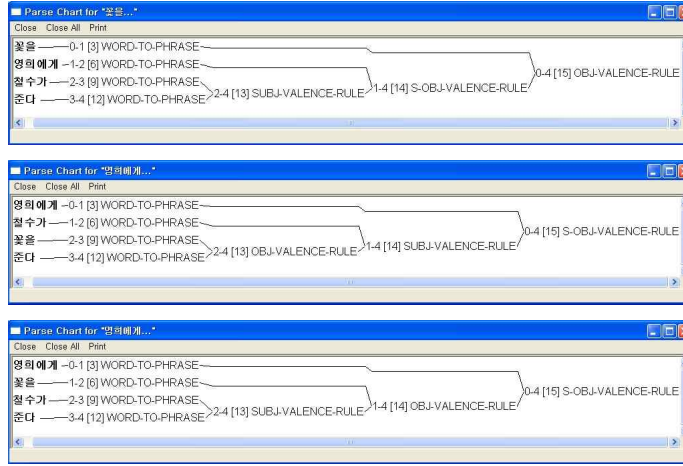 Parse Chart for "꽃을..."
Close Close All Print
꽃을 0-1 [3] WORD-TO-PHRASE
0-4 [15] OBJ-VALENCE-RULE
영희에게 1-2 [6] WORD-TO-PHRASE
1-4 [14] S-OBJ-VALENCE-RULE
철수가 2-3 [9] WORD-TO-PHRASE
2-4 [13] SUBJ-VALENCE-RULE
준다 3-4 [12] WORD-TO-PHRASE
Parse Chart for "영희에게..."
Close Close All Print
영희에게 0-1 [3] WORD-TO-PHRASE
0-4 [15] S-OBJ-VALENCE-RULE
철수가 1-2 [6] WORD-TO-PHRASE
1-4 [14] SUBJ-VALENCE-RULE
꽃을 2-3 [9] WORD-TO-PHRASE
2-4 [13] OBJ-VALENCE-RULE
준다 3-4 [12] WORD-TO-PHRASE
Parse Chart for "영희에게..."
Close Close All Print
영희에게 0-1 [3] WORD-TO-PHRASE
0-4 [15] S-OBJ-VALENCE-RULE
꽃을 1-2 [6] WORD-TO-PHRASE
1-4 [14] OBJ-VALENCE-RULE
철수가 2-3 [9] WORD-TO-PHRASE
2-4 [13] SUBJ-VALENCE-RULE
준다 3-4 [12] WORD-TO-PHRASE